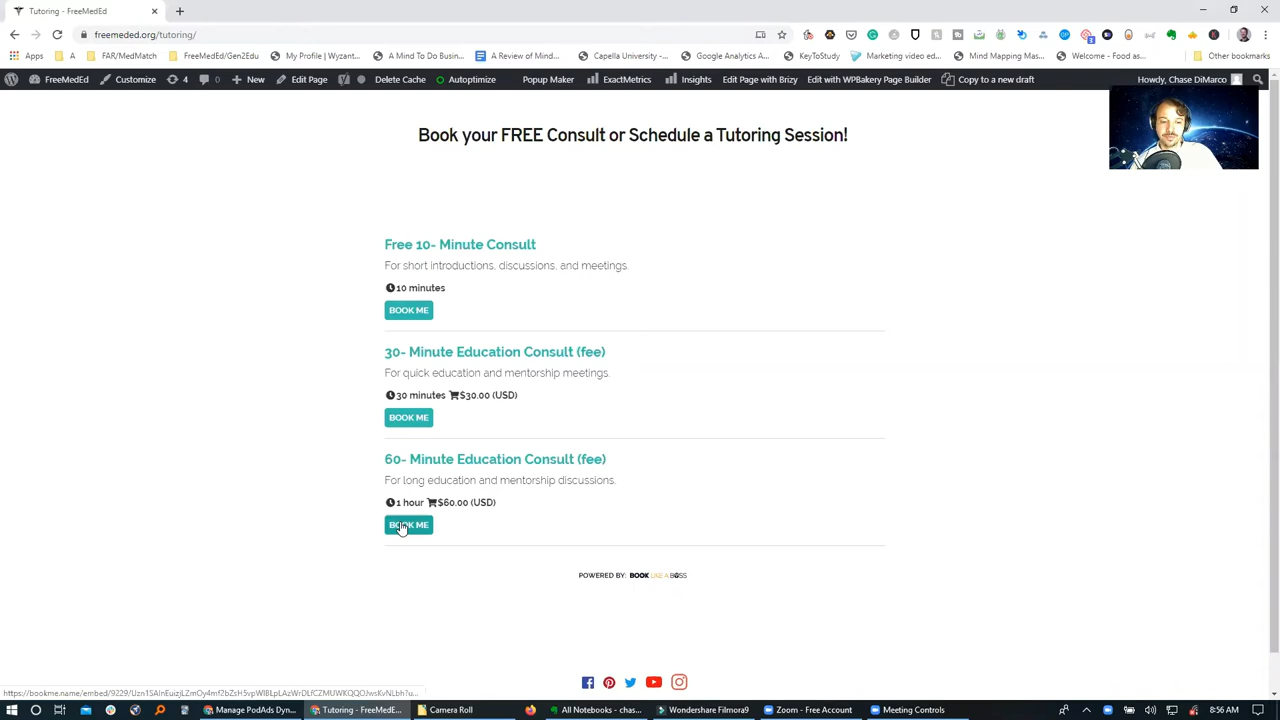 Tutoring - FreeMedEd
freemeded.org/tutoring/
Apps
A
FAR/MedMatch
FreeMedEd/Gen2Edu
My Profile | Wyzant...
A Mind To Do Busin...
A Review of Mind...
Capella University -...
Google Analytics A...
KeyToStudy
Marketing video ed...
Mind Mapping Mas...
Welcome - Food as...
Other bookmarks
FreeMedEd
Customize
4
0
New
Edit Page
Delete Cache
Autoptimize
Popup Maker
ExactMetrics
Insights
Edit Page with Brizy
Edit with WPBakery Page Builder
Copy to a new draft
Howdy, Chase DiMarco
Book your FREE Consult or Schedule a Tutoring Session!
Free 10- Minute Consult
For short introductions, discussions, and meetings.
10 minutes
BOOK ME
30- Minute Education Consult (fee)
For quick education and mentorship meetings.
30 minutes $30.00 (USD)
BOOK ME
60- Minute Education Consult (fee)
For long education and mentorship discussions.
1 hour $60.00 (USD)
BOOK ME
POWERED BY: BOOK LIKE A BOSS
Manage PodAds Dyn...
Tutoring - FreeMedE...
Camera Roll
All Notebooks - chas...
Wondershare Filmora9
Zoom - Free Account
Meeting Controls
8:56 AM